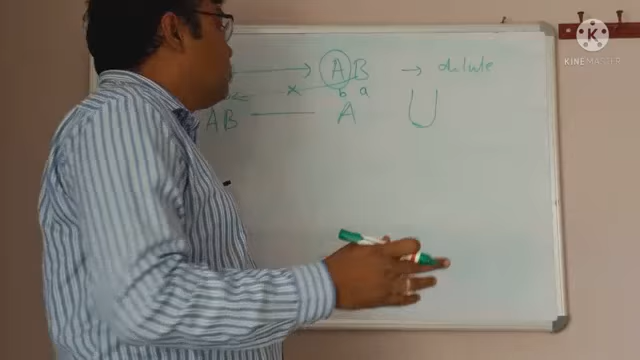 → AB → dilute
b a
x
AB — A U
K
KINEMASTER